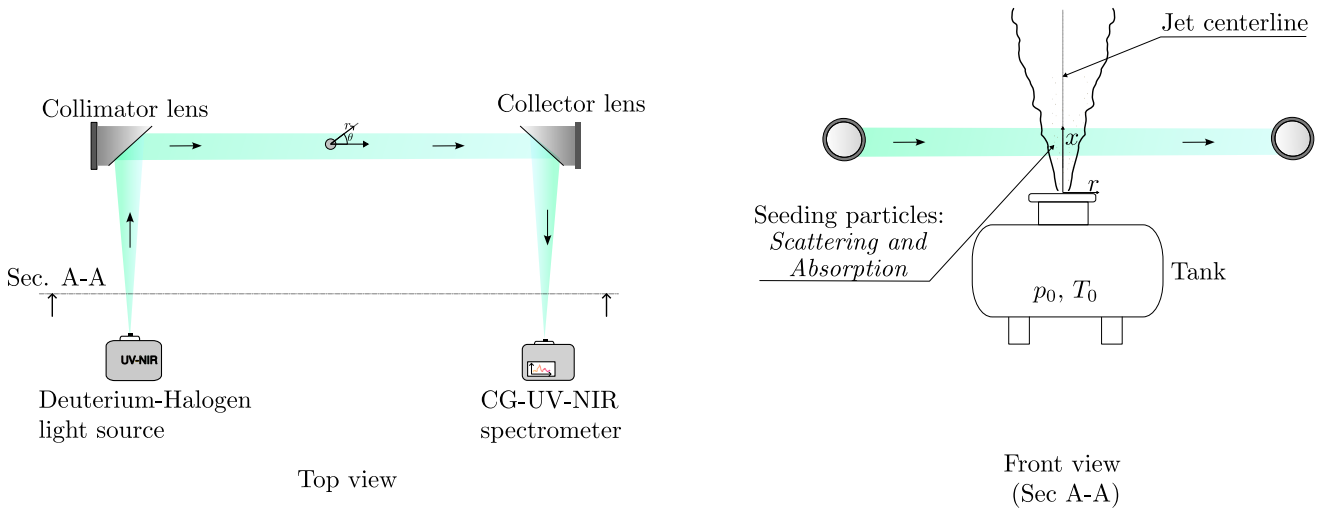 Collimator lens
Collector lens
r
θ
Sec. A-A
UV-NIR
Deuterium-Halogen
light source
CG-UV-NIR
spectrometer
Top view
Jet centerline
x
r
Seeding particles:
Scattering and
Absorption
Tank
p₀, T₀
Front view
(Sec A-A)